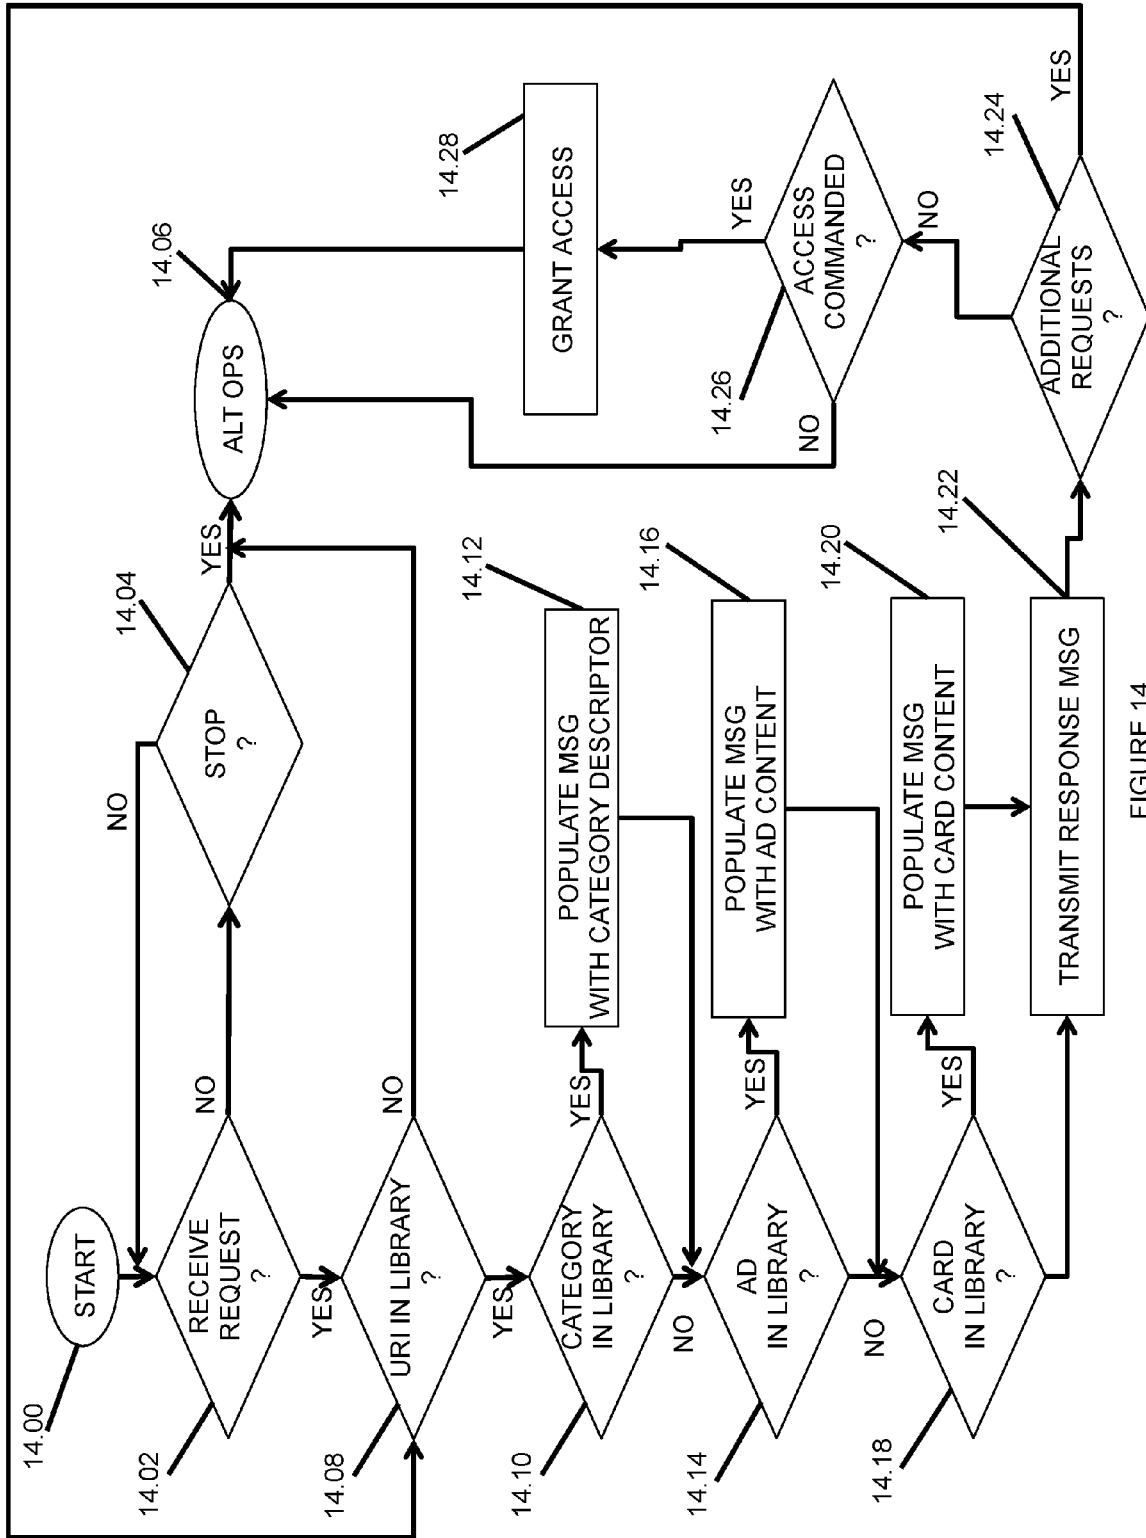 14.00
START
14.02
RECEIVE
REQUEST
?
NO
YES
14.04
STOP
?
NO
YES
14.06
ALT OPS
14.08
URI IN LIBRARY
?
NO
YES
14.10
CATEGORY
IN LIBRARY
?
YES
NO
14.12
POPULATE MSG
WITH CATEGORY DESCRIPTOR
14.14
AD
IN LIBRARY
?
YES
NO
14.16
POPULATE MSG
WITH AD CONTENT
14.18
CARD
IN LIBRARY
?
YES
14.20
POPULATE MSG
WITH CARD CONTENT
14.22
TRANSMIT RESPONSE MSG
14.24
ADDITIONAL
REQUESTS
?
YES
NO
14.26
ACCESS
COMMANDED
?
NO
YES
14.28
GRANT ACCESS
FIGURE 14